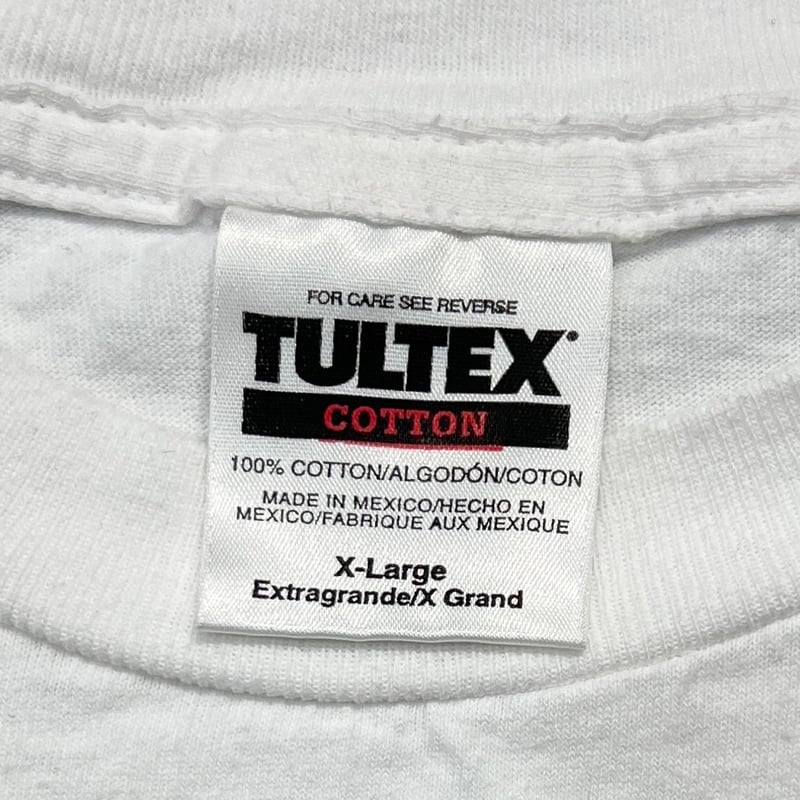 FOR CARE SEE REVERSE
TULTEX®
COTTON
100% COTTON/ALGODÓN/COTON
MADE IN MEXICO/HECHO EN
MEXICO/FABRIQUE AUX MEXIQUE
X-Large
Extragrande/X Grand